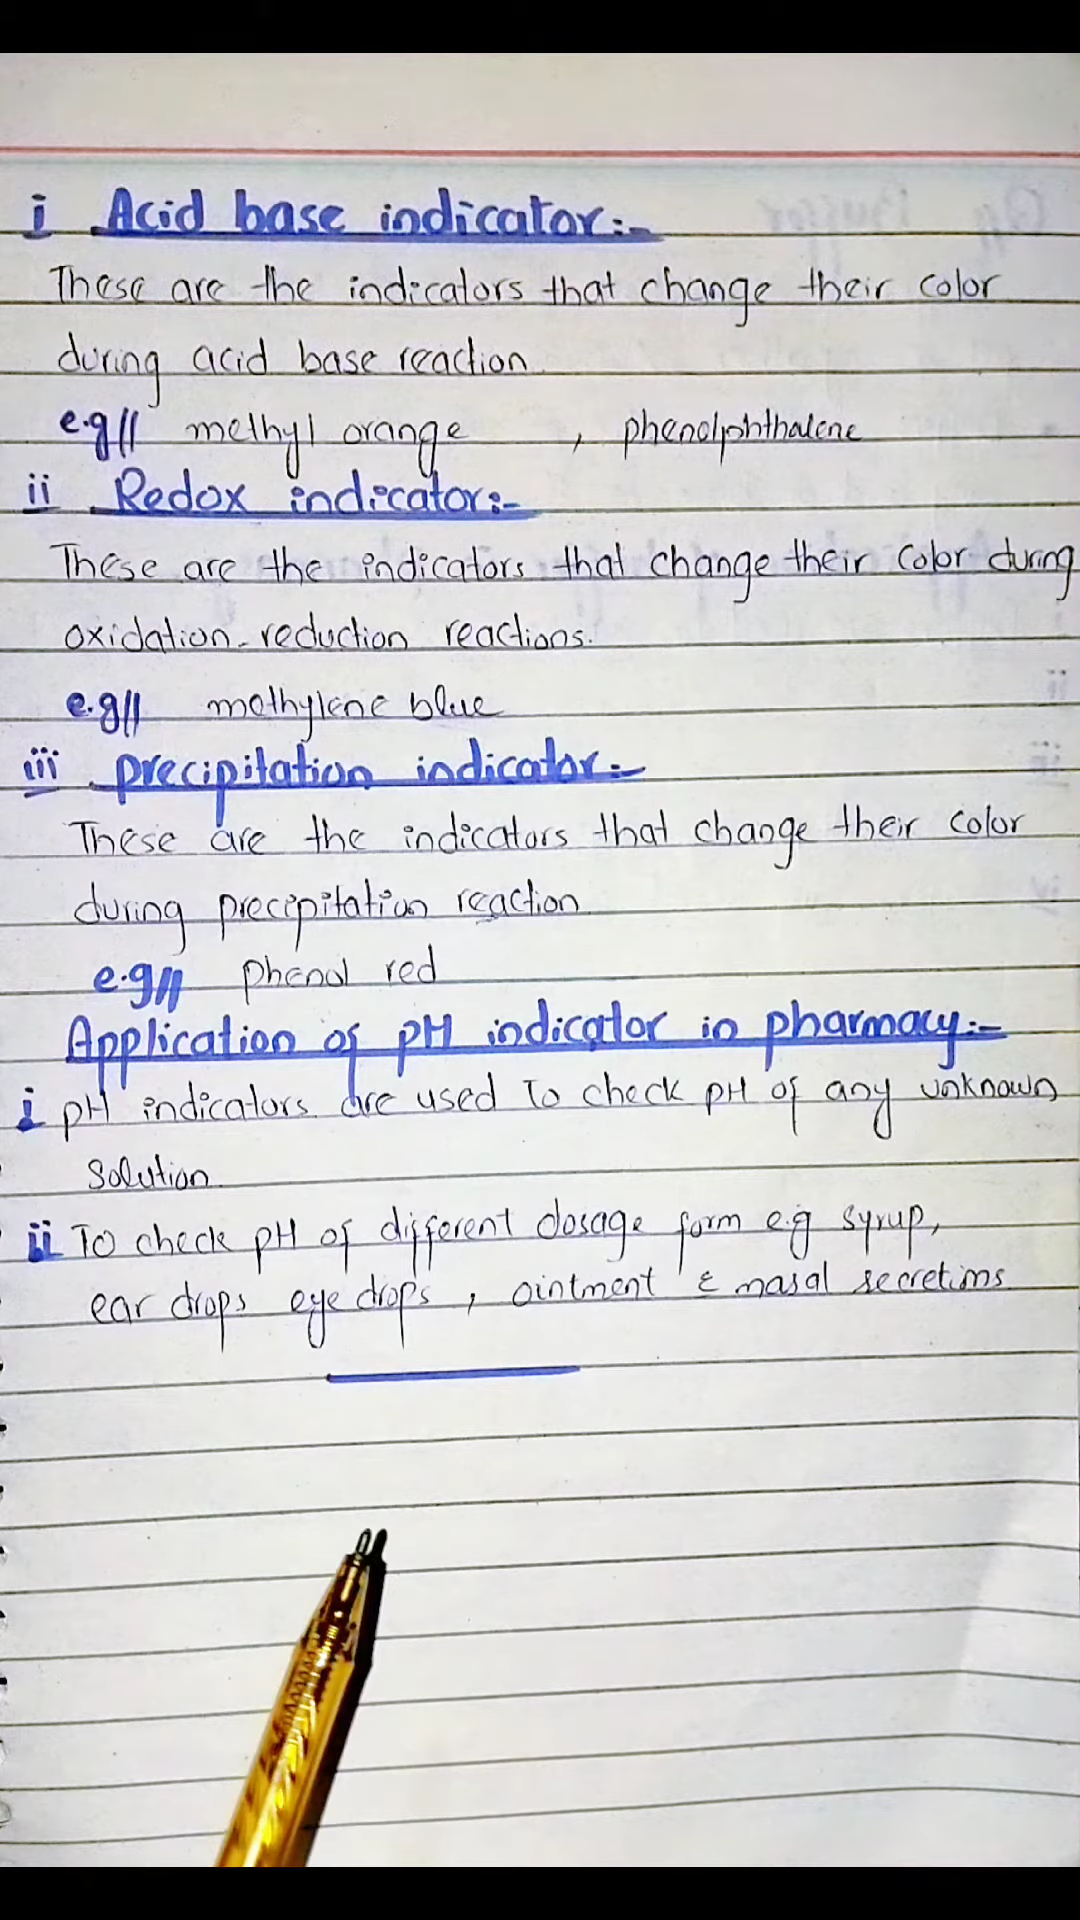 i Acid base indicator:-
These are the indicators that change their color
during acid base reaction
e.g// methyl orange , phenolphthalene
ii Redox indicator:-
These are the indicators that change their color during
oxidation-reduction reactions.
e.g// methylene blue
iii precipitation indicator:-
These are the indicators that change their color
during precipitation reaction
e.g// phenol red
Application of pH indicator in pharmacy:-
i pH indicators are used to check pH of any unknown
solution
ii To check pH of different dosage form e.g syrup,
ear drops eye drops , ointment & nasal secretions